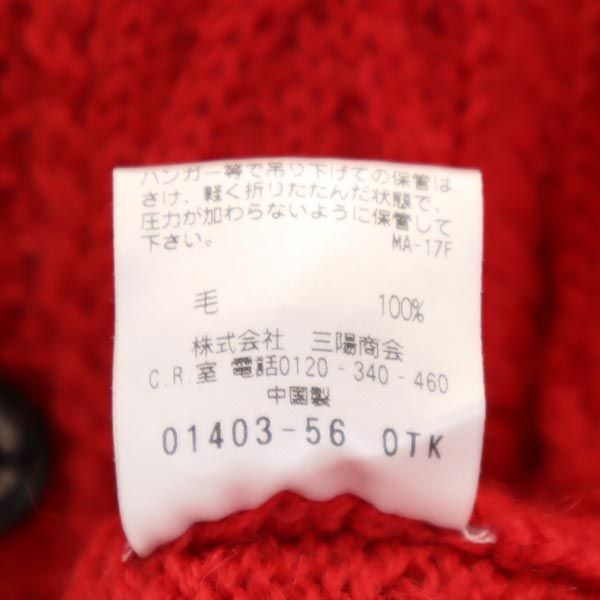 ハンガー等で吊り下げての保管は
さけ、軽く折りたたんだ状態で、
圧力が加わらないように保管して
下さい。 MA-17F
毛 100%
株式会社 三陽商会
C.R.室 電話0120-340-460
中国製
01403-56 OTK